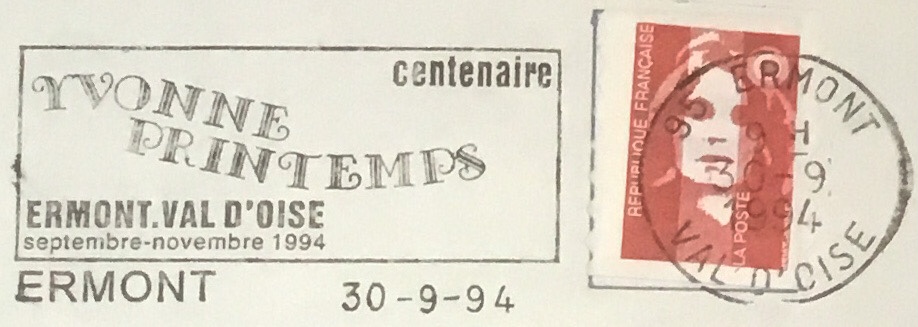 centenaire
YVONNE
PRINTEMPS
ERMONT.VAL D'OISE
septembre-novembre 1994
ERMONT
30-9-94
RÉPUBLIQUE FRANÇAISE
LA POSTE
95 ERMONT
9 H
30-9
1994
VAL D'OISE